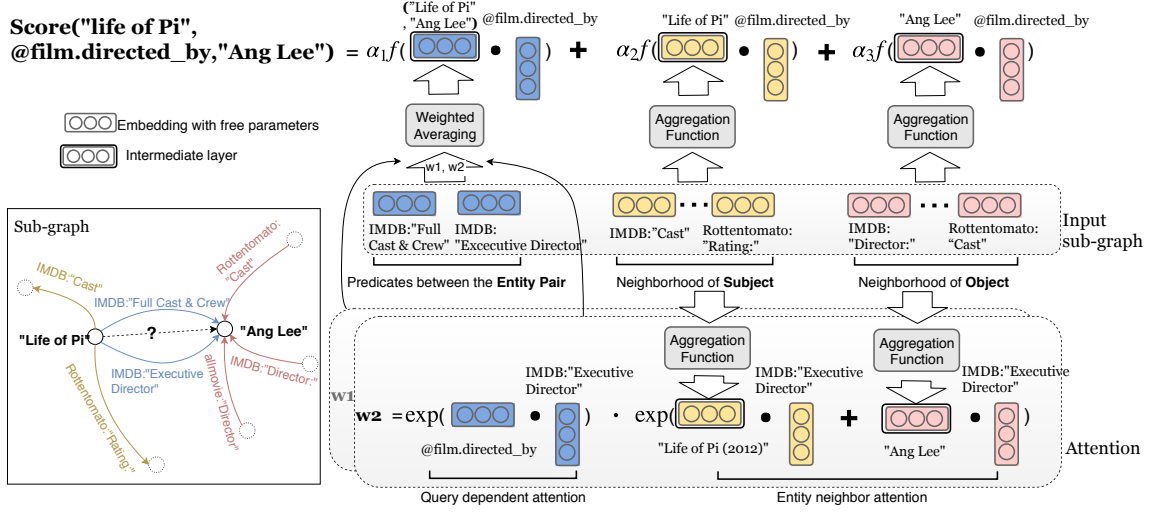 Score("life of Pi",
@film.directed_by,"Ang Lee")
= α1f(
("Life of Pi"
,"Ang Lee")
@film.directed_by
)
+
α2f(
"Life of Pi"
@film.directed_by
)
+
α3f(
"Ang Lee"
@film.directed_by
)
Embedding with free parameters
Intermediate layer
Weighted
Averaging
Aggregation
Function
Aggregation
Function
w1, w2
IMDB:"Full
Cast & Crew"
IMDB:
"Excecutive Director"
IMDB:"Cast"
Rottentomato:
"Rating:"
IMDB:
"Director:"
Rottentomato:
"Cast"
Input
sub-graph
Predicates between the Entity Pair
Neighborhood of Subject
Neighborhood of Object
Sub-graph
IMDB:"Cast"
Rottentomato:
"Cast"
IMDB:"Full Cast & Crew"
"Life of Pi"
?
"Ang Lee"
IMDB:"Executive
Director"
IMDB:"Director:"
allmovie:"Director"
Rottentomato:"Rating:"
Aggregation
Function
Aggregation
Function
w1
w2 =exp(
@film.directed_by
IMDB:"Executive
Director"
)
·
exp(
"Life of Pi (2012)"
IMDB:"Executive
Director"
+
"Ang Lee"
IMDB:"Executive
Director"
)
Attention
Query dependent attention
Entity neighbor attention